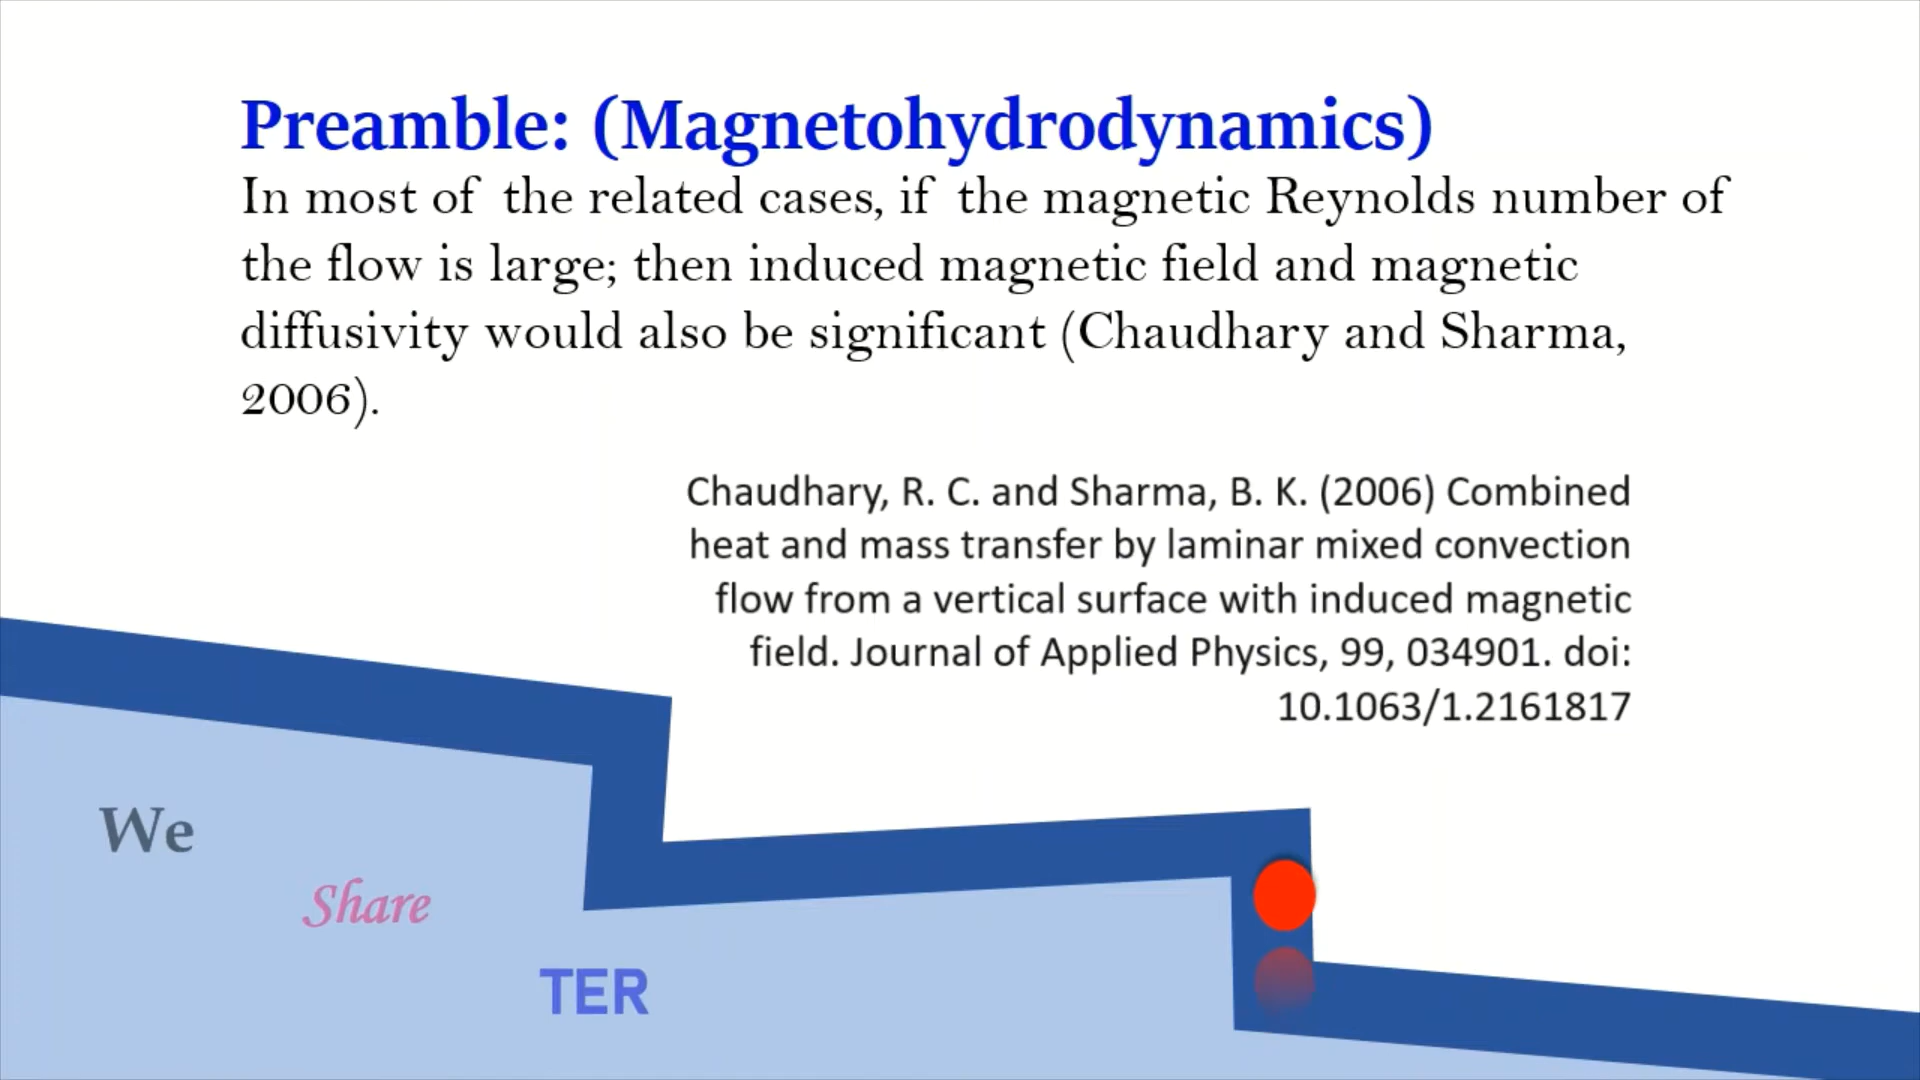 Preamble: (Magnetohydrodynamics)
In most of the related cases, if the magnetic Reynolds number of
the flow is large; then induced magnetic field and magnetic
diffusivity would also be significant (Chaudhary and Sharma,
2006).
Chaudhary, R. C. and Sharma, B. K. (2006) Combined
heat and mass transfer by laminar mixed convection
flow from a vertical surface with induced magnetic
field. Journal of Applied Physics, 99, 034901. doi:
10.1063/1.2161817
We
Share
TER